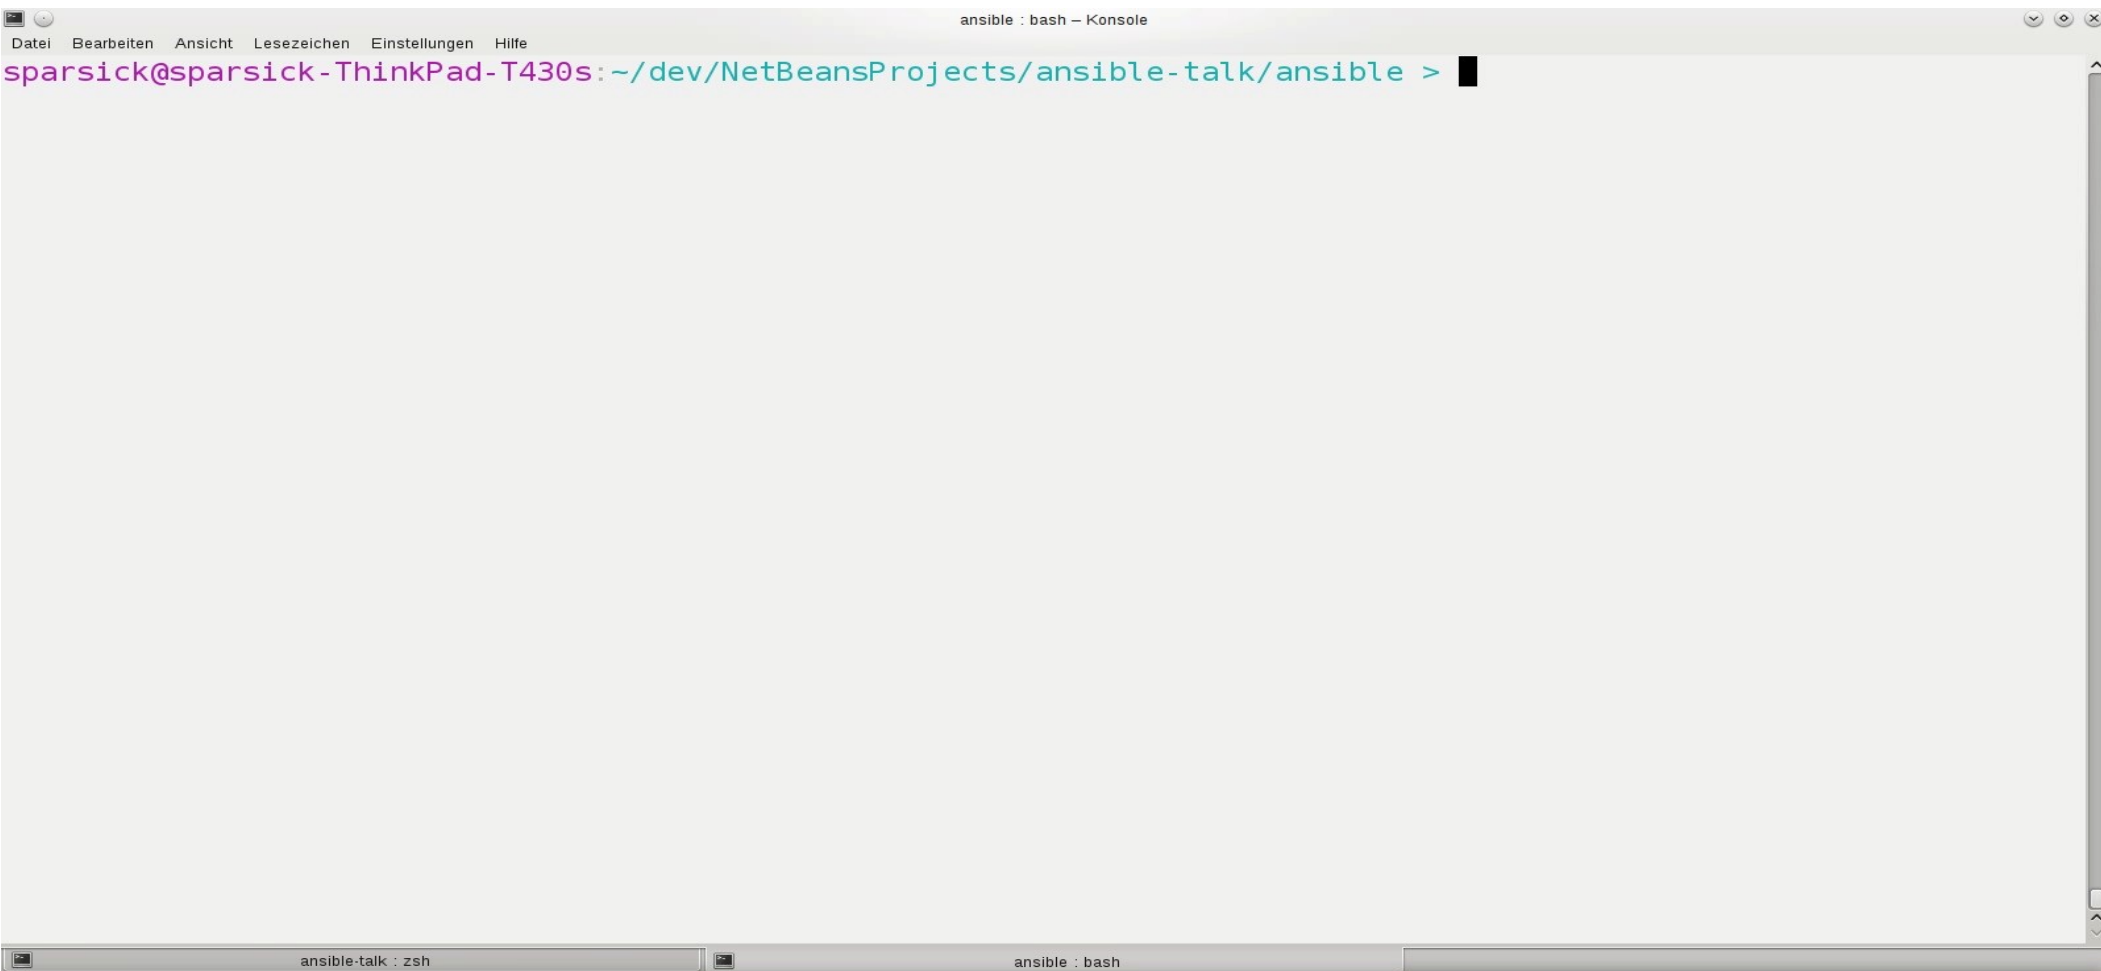 ansible : bash – Konsole
Datei Bearbeiten Ansicht Lesezeichen Einstellungen Hilfe
sparsick@sparsick-ThinkPad-T430s:~/dev/NetBeansProjects/ansible-talk/ansible >
ansible-talk : zsh
ansible : bash